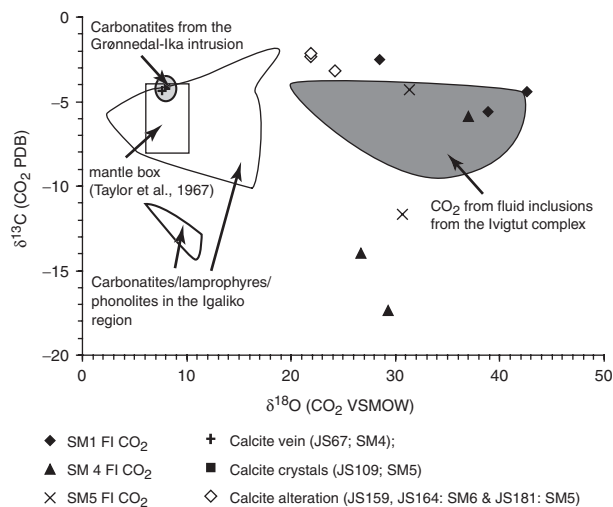 0
−5
−10
−15
−20
δ13C (CO2 PDB)
Carbonatites from the
Grønnedal-Ika intrusion
mantle box
(Taylor et al., 1967)
CO2 from fluid inclusions
from the Ivigtut complex
Carbonatites/lamprophyres/
phonolites in the Igaliko
region
0 10 20 30 40 50
δ18O (CO2 VSMOW)
SM1 FI CO2
SM 4 FI CO2
SM5 FI CO2
Calcite vein (JS67; SM4);
Calcite crystals (JS109; SM5)
Calcite alteration (JS159, JS164: SM6 & JS181: SM5)